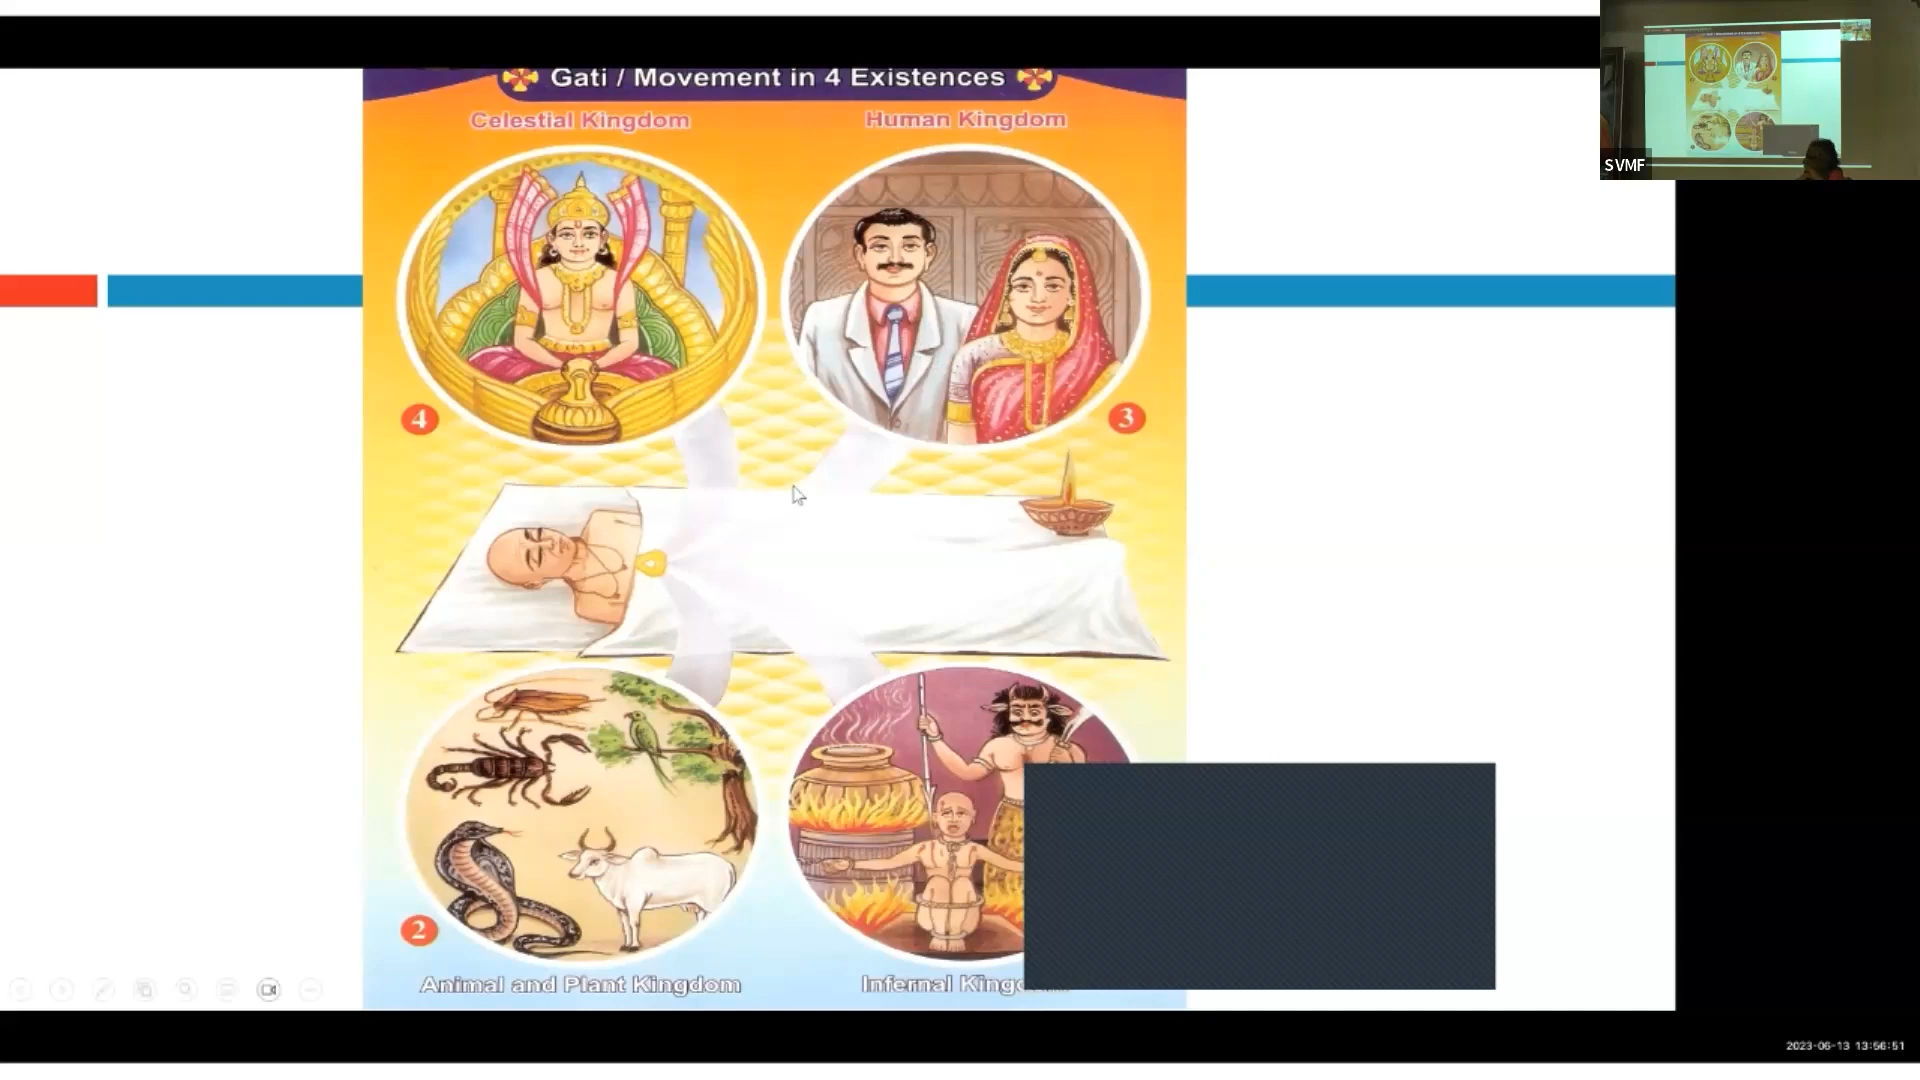 Gati / Movement in 4 Existences
Celestial Kingdom
Human Kingdom
SVMF
4
3
2
Animal and Plant Kingdom
Infernal
2023-06-13 13:56:51